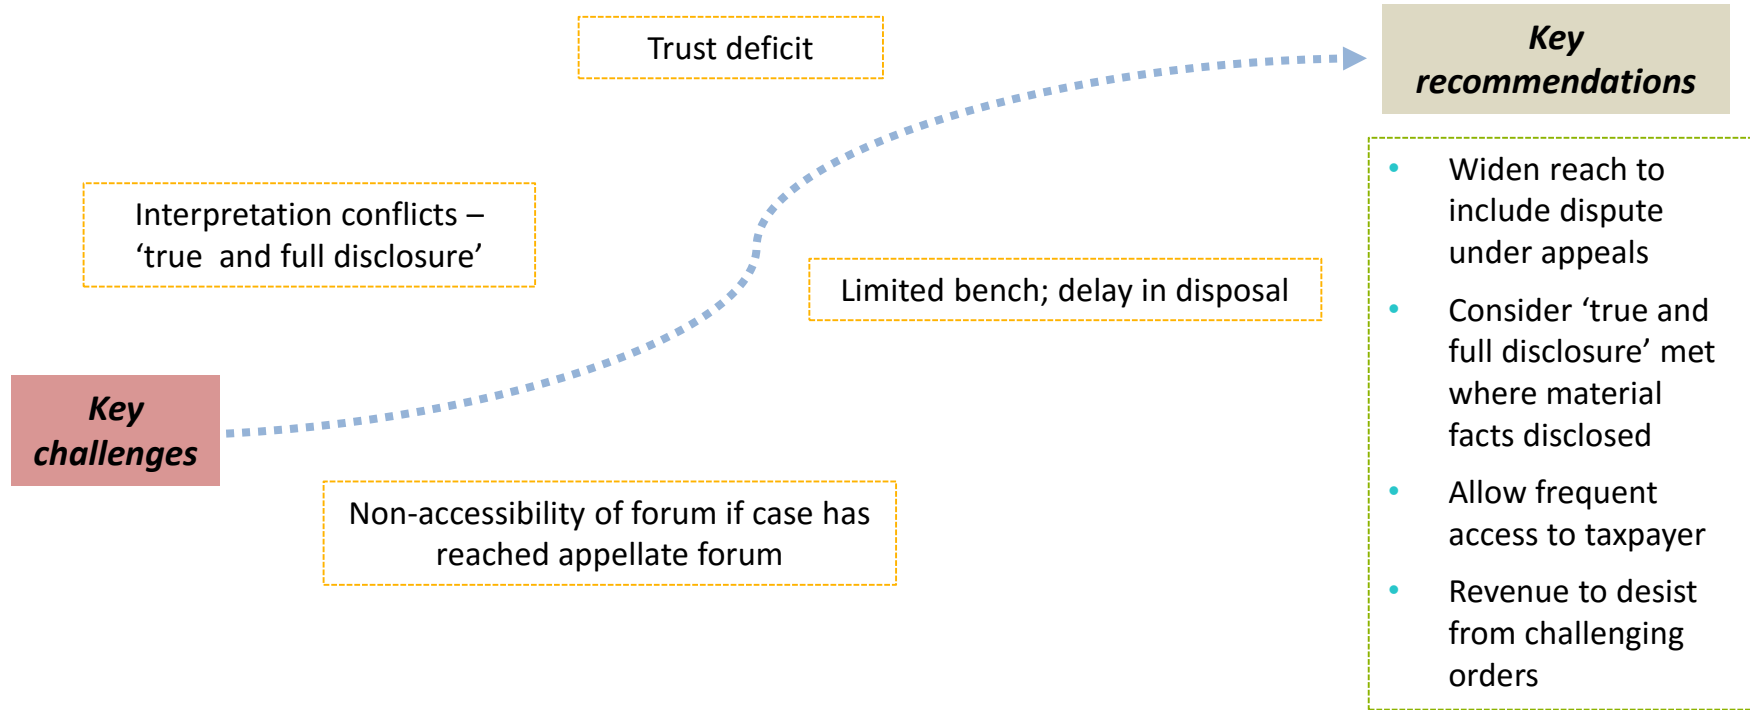 Trust deficit
Key
recommendations
Interpretation conflicts –
‘true and full disclosure’
Limited bench; delay in disposal
Key
challenges
Non-accessibility of forum if case has
reached appellate forum
• Widen reach to
include dispute
under appeals
• Consider ‘true and
full disclosure’ met
where material
facts disclosed
• Allow frequent
access to taxpayer
• Revenue to desist
from challenging
orders